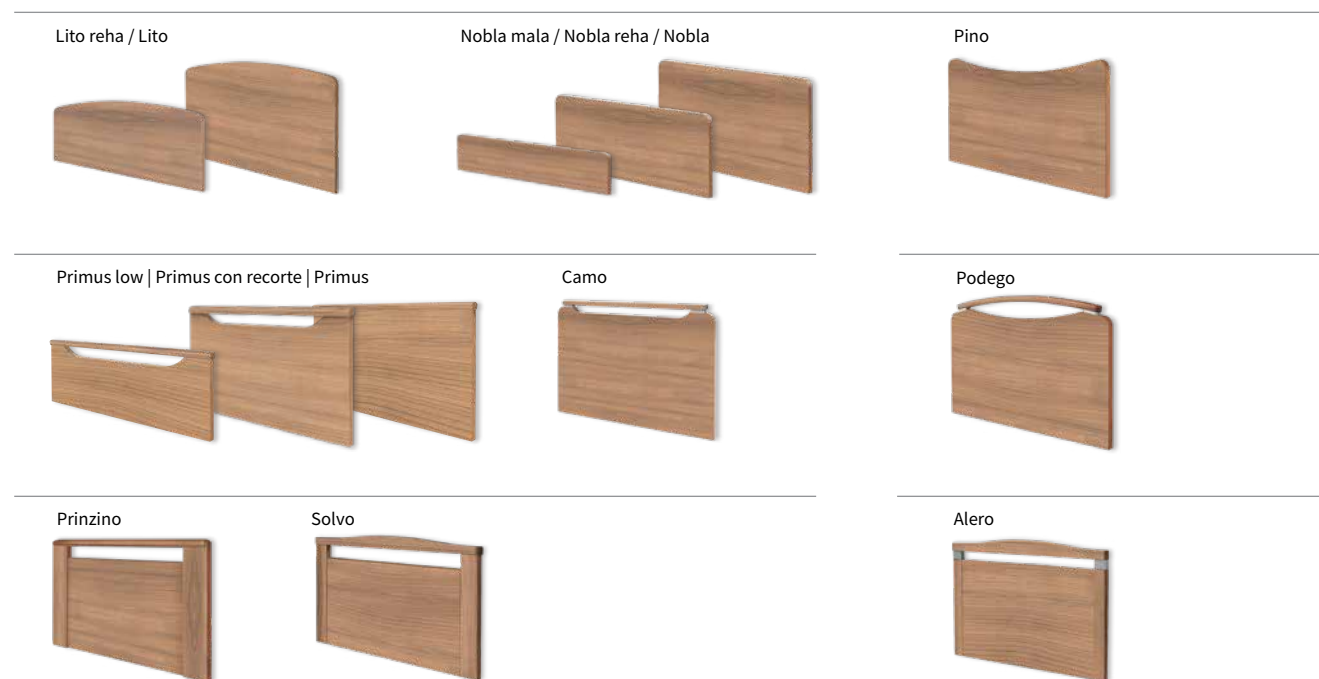 Lito reha / Lito
Nobla mala / Nobla reha / Nobla
Pino
Primus low | Primus con recorte | Primus
Camo
Podego
Prinzino
Solvo
Alero